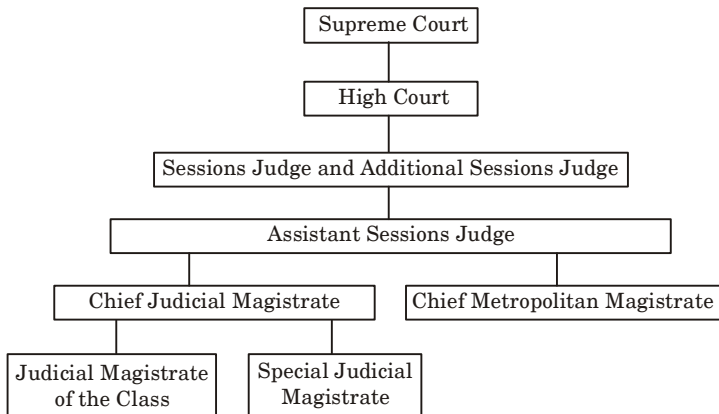 Supreme Court
High Court
Sessions Judge and Additional Sessions Judge
Assistant Sessions Judge
Chief Judicial Magistrate
Chief Metropolitan Magistrate
Judicial Magistrate
of the Class
Special Judicial
Magistrate